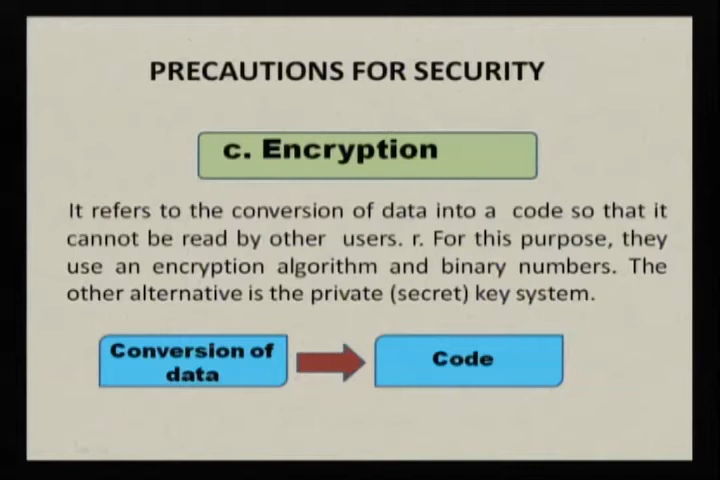 PRECAUTIONS FOR SECURITY
c. Encryption
It refers to the conversion of data into a code so that it
cannot be read by other users. r. For this purpose, they
use an encryption algorithm and binary numbers. The
other alternative is the private (secret) key system.
Conversion of
data
Code